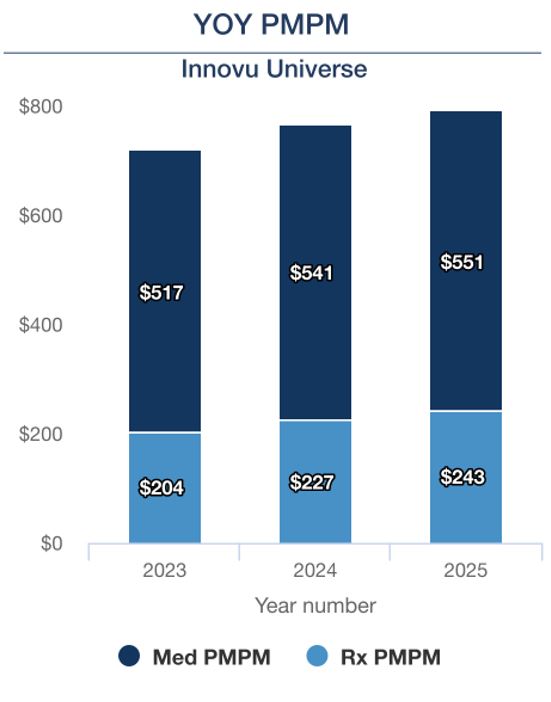 YOY PMPM
Innovu Universe
$800
$600
$400
$200
$0
$517
$541
$551
$204
$227
$243
2023 2024 2025
Year number
Med PMPM Rx PMPM